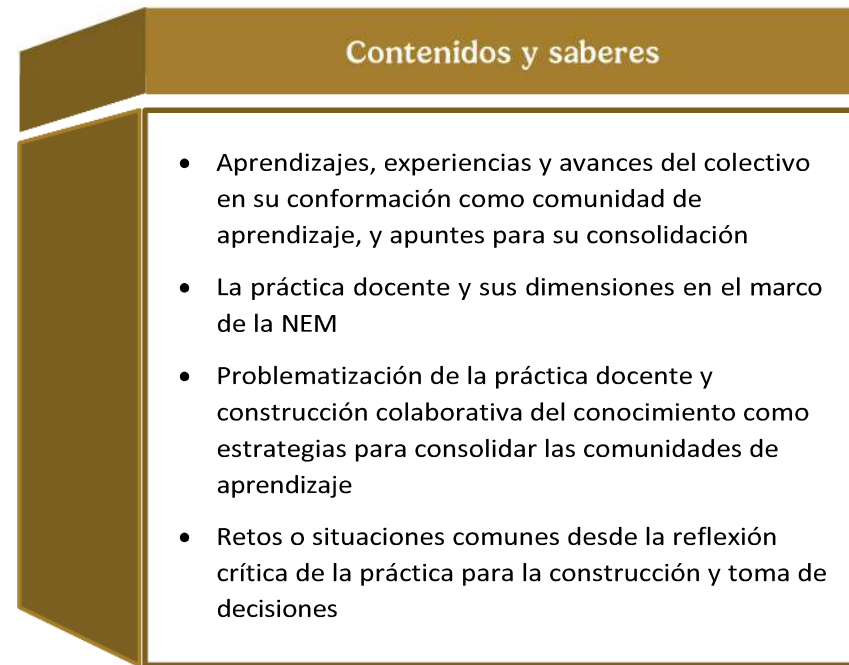 Contenidos y saberes
• Aprendizajes, experiencias y avances del colectivo
en su conformación como comunidad de
aprendizaje, y apuntes para su consolidación
• La práctica docente y sus dimensiones en el marco
de la NEM
• Problematización de la práctica docente y
construcción colaborativa del conocimiento como
estrategias para consolidar las comunidades de
aprendizaje
• Retos o situaciones comunes desde la reflexión
crítica de la práctica para la construcción y toma de
decisiones